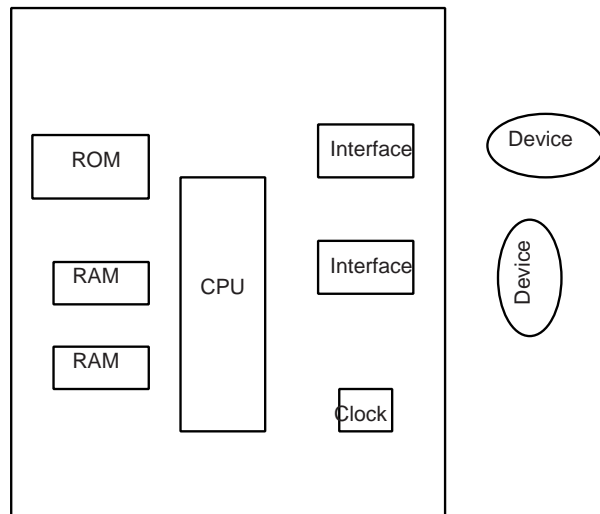 ROM
RAM
RAM
CPU
Interface
Interface
Clock
Device
Device